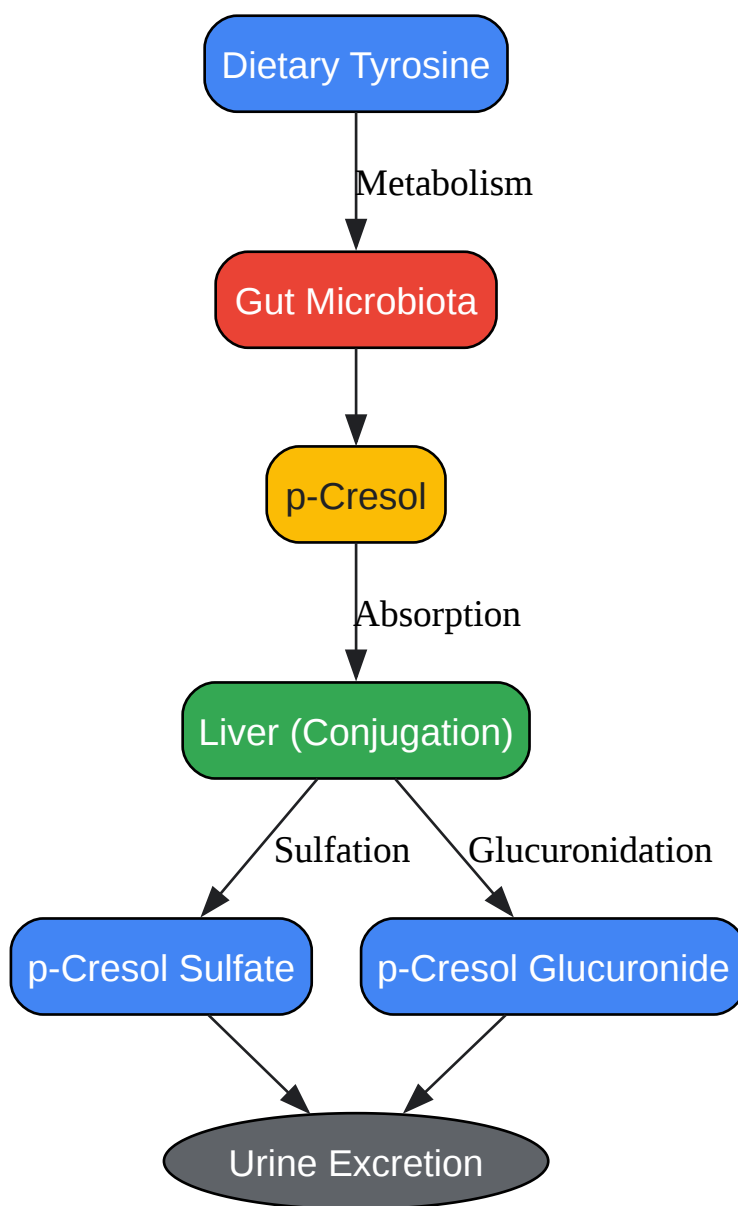 Dietary Tyrosine
Metabolism
Gut Microbiota
p-Cresol
Absorption
Liver (Conjugation)
Sulfation
Glucuronidation
p-Cresol Sulfate
p-Cresol Glucuronide
Urine Excretion